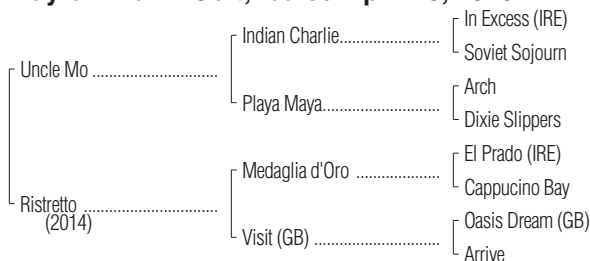 In Excess (IRE)
Indian Charlie......................
Soviet Sojourn
Uncle Mo ...........................
Arch
Playa Maya..........................
Dixie Slippers
El Prado (IRE)
Medaglia d'Oro ..................
Cappucino Bay
Ristretto .............................
(2014)
Oasis Dream (GB)
Visit (GB) ...........................
Arrive